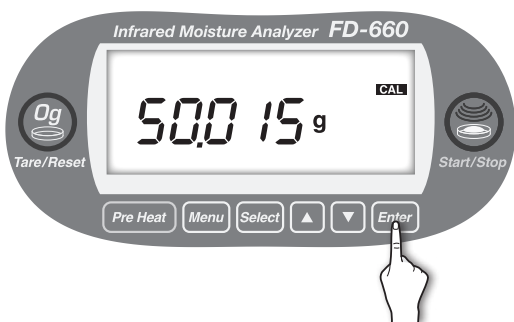 Infrared Moisture Analyzer FD-660
CAL
50.015 g
0g
Tare/Reset
Start/Stop
Pre Heat Menu Select ▲ ▼ Enter